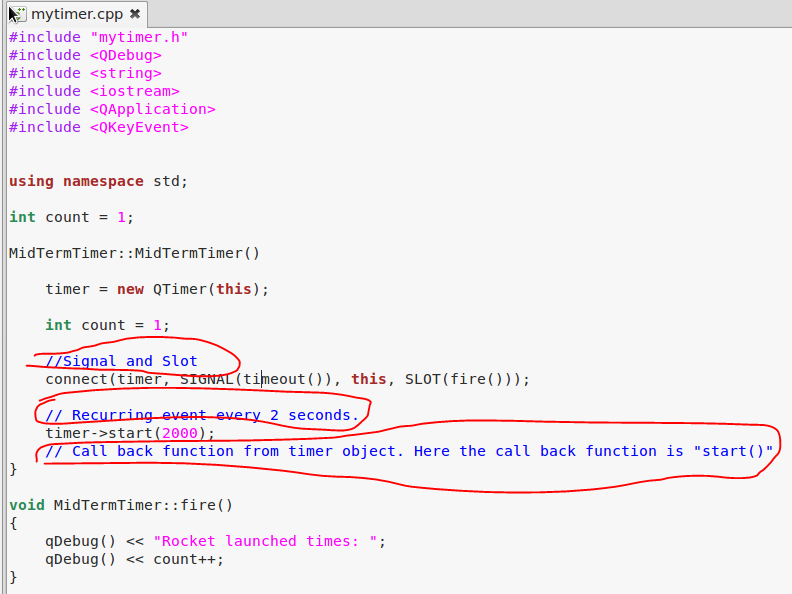 mytimer.cpp ✖
#include "mytimer.h"
#include <QDebug>
#include <string>
#include <iostream>
#include <QApplication>
#include <QKeyEvent>
using namespace std;
int count = 1;
MidTermTimer::MidTermTimer()
timer = new QTimer(this);
int count = 1;
//Signal and Slot
connect(timer, SIGNAL(timeout()), this, SLOT(fire()));
// Recurring event every 2 seconds.
timer->start(2000);
// Call back function from timer object. Here the call back function is "start()"
}
void MidTermTimer::fire()
{
qDebug() << "Rocket launched times: ";
qDebug() << count++;
}